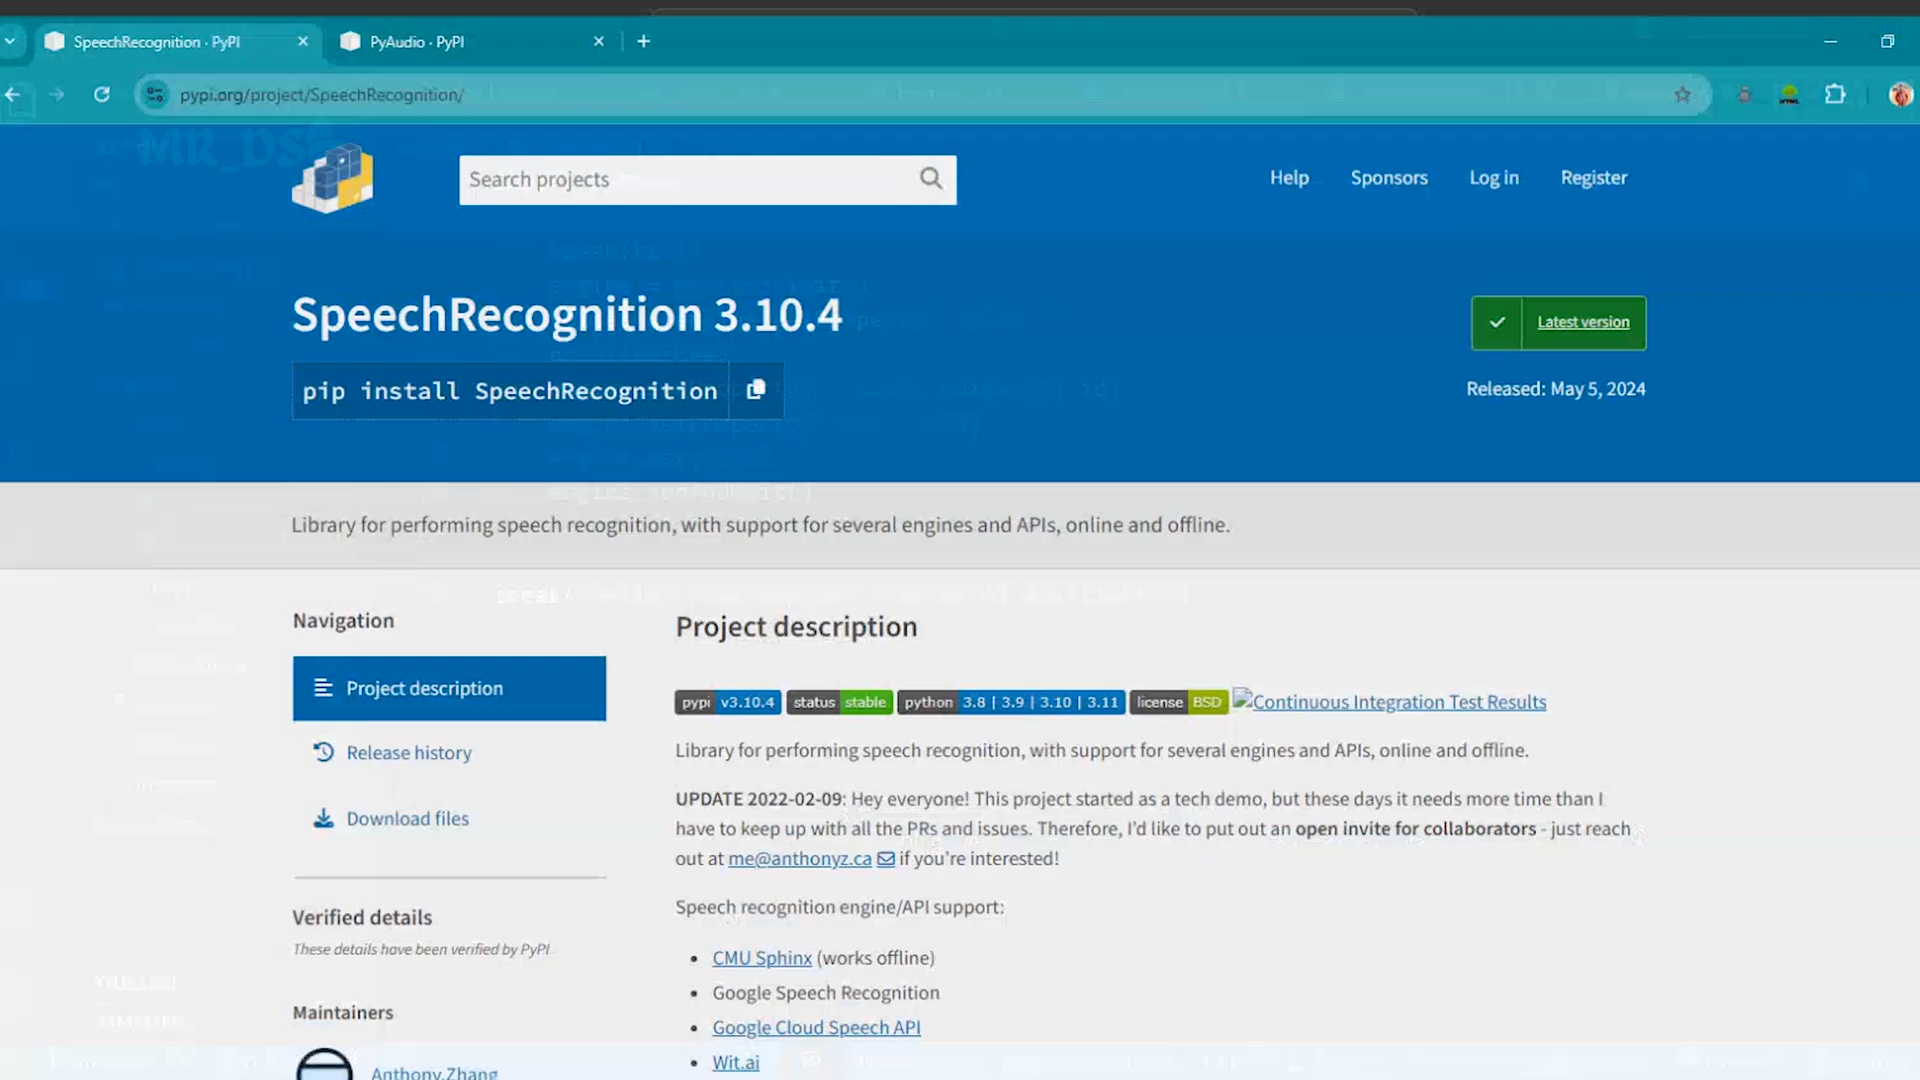 SpeechRecognition · PyPI
PyAudio · PyPI
pypi.org/project/SpeechRecognition/
MR_DS
Search projects
Help
Sponsors
Log in
Register
SpeechRecognition 3.10.4
Latest version
pip install SpeechRecognition
Released: May 5, 2024
Library for performing speech recognition, with support for several engines and APIs, online and offline.
Navigation
Project description
Release history
Download files
Verified details
These details have been verified by PyPI
Maintainers
Anthony.Zhang
Project description
pypi v3.10.4 status stable python 3.8 | 3.9 | 3.10 | 3.11 license BSD Continuous Integration Test Results
Library for performing speech recognition, with support for several engines and APIs, online and offline.
UPDATE 2022-02-09: Hey everyone! This project started as a tech demo, but these days it needs more time than I
have to keep up with all the PRs and issues. Therefore, I’d like to put out an open invite for collaborators - just reach
out at me@anthonyz.ca if you’re interested!
Speech recognition engine/API support:
• CMU Sphinx (works offline)
• Google Speech Recognition
• Google Cloud Speech API
• Wit.ai